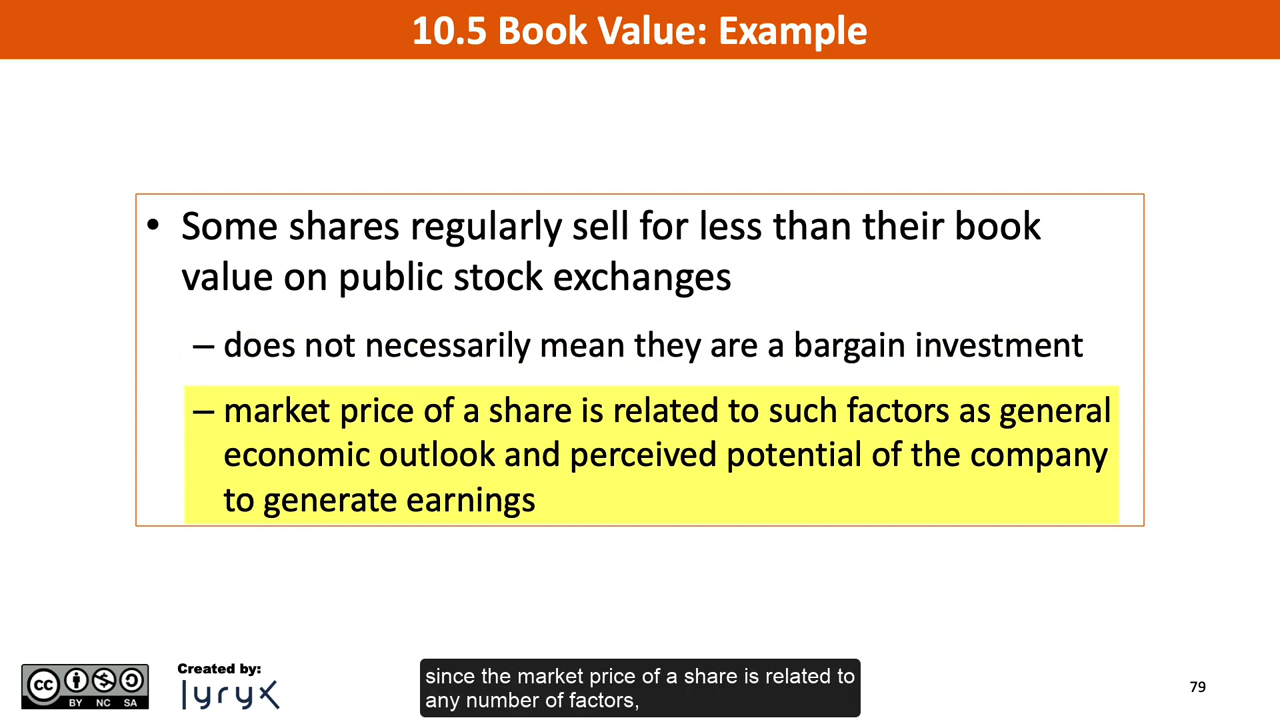 10.5 Book Value: Example
• Some shares regularly sell for less than their book
value on public stock exchanges
– does not necessarily mean they are a bargain investment
– market price of a share is related to such factors as general
economic outlook and perceived potential of the company
to generate earnings
cc
BY NC SA
Created by:
lyryx
since the market price of a share is related to
any number of factors,
79